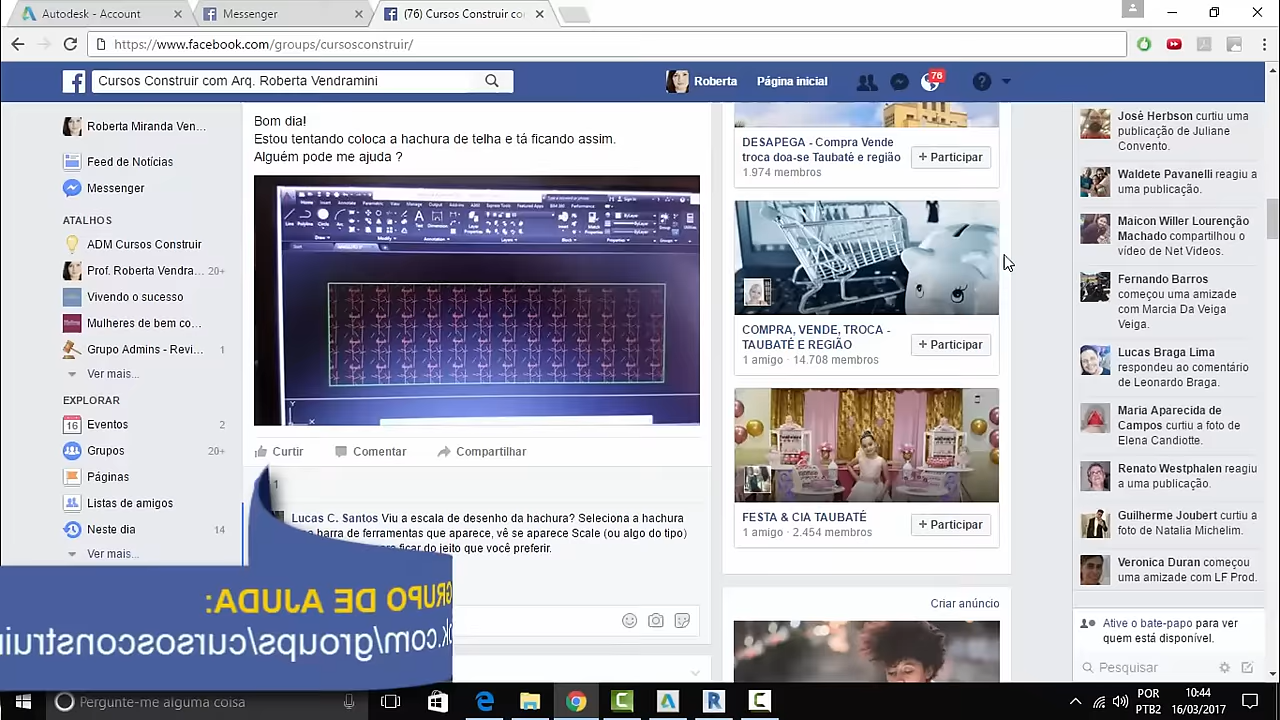 Autodesk - Account
Messenger
(76) Cursos Construir co
https://www.facebook.com/groups/cursosconstruir/
Cursos Construir com Arq. Roberta Vendramini
Roberta
Página inicial
76
Roberta Miranda Ven...
Feed de Notícias
Messenger
ATALHOS
ADM Cursos Construir
Prof. Roberta Vendra... 20+
Vivendo o sucesso
Mulheres de bem co...
Grupo Admins - Revi... 1
Ver mais...
EXPLORAR
16 Eventos 2
Grupos 20+
Páginas
Listas de amigos
Neste dia 14
Ver mais...
Bom dia!
Estou tentando coloca a hachura de telha e tá ficando assim.
Alguém pode me ajuda ?
Curtir
Comentar
Compartilhar
1
Lucas C. Santos Viu a escala de desenho da hachura? Seleciona a hachura
barra de ferramentas que aparece, vê se aparece Scale (ou algo do tipo)
ficar do jeito que você preferir.
GRUPO DE AJUDA:
ok.com/groups/cursosconstruir
DESAPEGA - Compra Vende
troca doa-se Taubaté e região
1.974 membros
+ Participar
COMPRA, VENDE, TROCA -
TAUBATÉ E REGIÃO
1 amigo · 14.708 membros
+ Participar
FESTA & CIA TAUBATÉ
1 amigo · 2.454 membros
+ Participar
Criar anúncio
José Herbson curtiu uma
publicação de Juliane
Convento.
Waldete Pavanelli reagiu a
uma publicação.
Maicon Willer Lourenção
Machado compartilhou o
vídeo de Net Videos.
Fernando Barros
começou uma amizade
com Marcia Da Veiga
Veiga.
Lucas Braga Lima
respondeu ao comentário
de Leonardo Braga.
Maria Aparecida de
Campos curtiu a foto de
Elena Candiotte.
Renato Westphalen reagiu
a uma publicação.
Guilherme Joubert curtiu a
foto de Natalia Michelim.
Veronica Duran começou
uma amizade com LF Prod.
Ative o bate-papo para ver
quem está disponível.
Pesquisar
Pergunte-me alguma coisa
POR
PTB2
10:44
16/03/2017